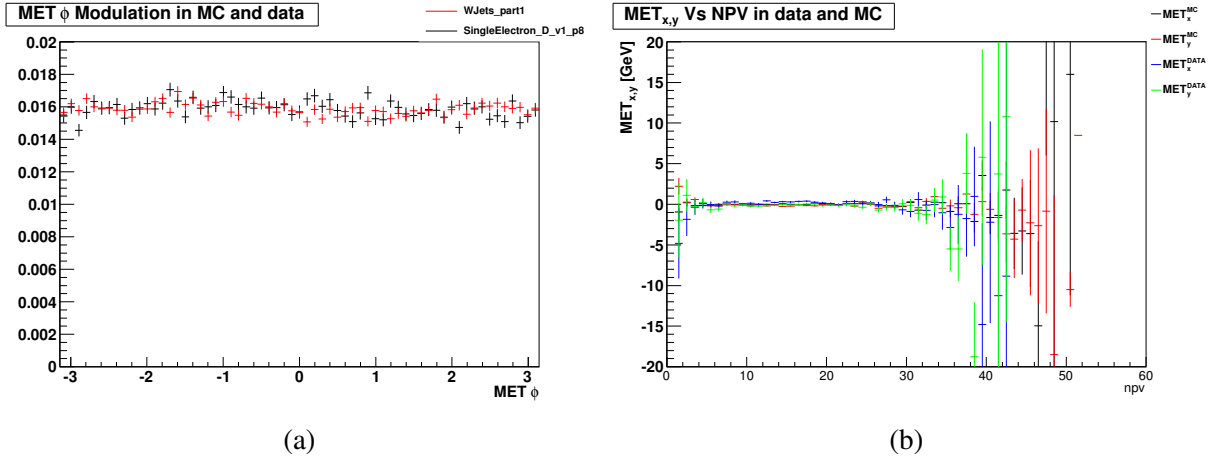 MET ϕ Modulation in MC and data
WJets_part1
SingleElectron_D_v1_p8
0.02
0.018
0.016
0.014
0.012
0.01
0.008
0.006
0.004
0.002
0
-3 -2 -1 0 1 2 3
MET ϕ
(a)
MET_{x,y} Vs NPV in data and MC
MET_x^{MC}
MET_y^{MC}
MET_x^{DATA}
MET_y^{DATA}
MET_{x,y} [GeV]
20
15
10
5
0
-5
-10
-15
-20
0 10 20 30 40 50 60
npv
(b)